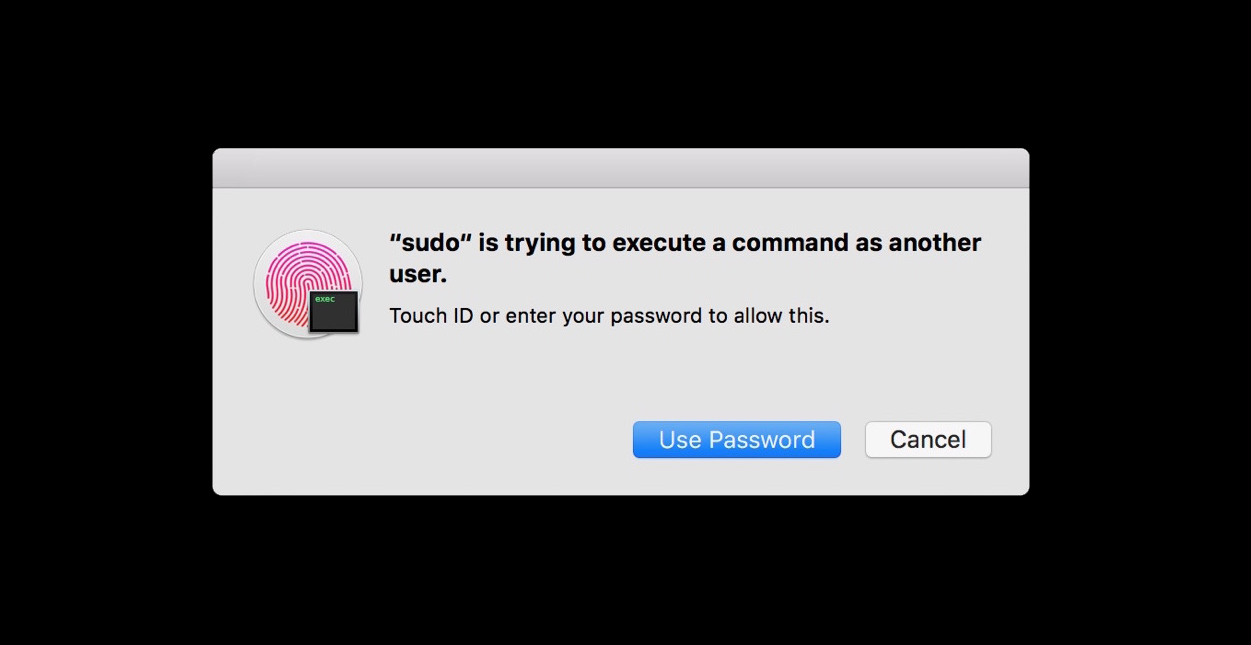 “sudo“ is trying to execute a command as another
user.
exec
Touch ID or enter your password to allow this.
Use Password
Cancel